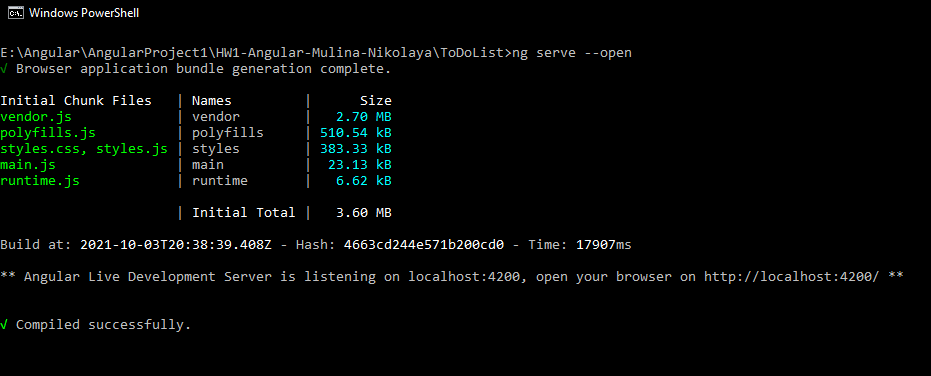 Windows PowerShell
E:\Angular\AngularProject1\HW1-Angular-Mulina-Nikolaya\ToDoList>ng serve --open
√ Browser application bundle generation complete.
Initial Chunk Files | Names | Size
vendor.js | vendor | 2.70 MB
polyfills.js | polyfills | 510.54 kB
styles.css, styles.js | styles | 383.33 kB
main.js | main | 23.13 kB
runtime.js | runtime | 6.62 kB
| Initial Total | 3.60 MB
Build at: 2021-10-03T20:38:39.408Z - Hash: 4663cd244e571b200cd0 - Time: 17907ms
** Angular Live Development Server is listening on localhost:4200, open your browser on http://localhost:4200/ **
√ Compiled successfully.